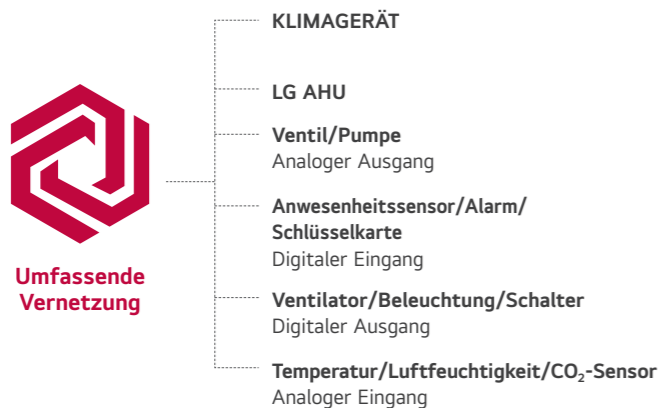 KLIMAGERÄT
LG AHU
Ventil/Pumpe
Analoger Ausgang
Anwesenheitssensor/Alarm/
Schlüsselkarte
Digitaler Eingang
Umfassende
Vernetzung
Ventilator/Beleuchtung/Schalter
Digitaler Ausgang
Temperatur/Luftfeuchtigkeit/CO₂-Sensor
Analoger Eingang